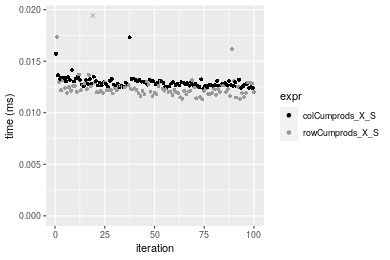 0.020
0.015
0.010
0.005
0.000
time (ms)
0 25 50 75 100
iteration
expr
colCumprods_X_S
rowCumprods_X_S